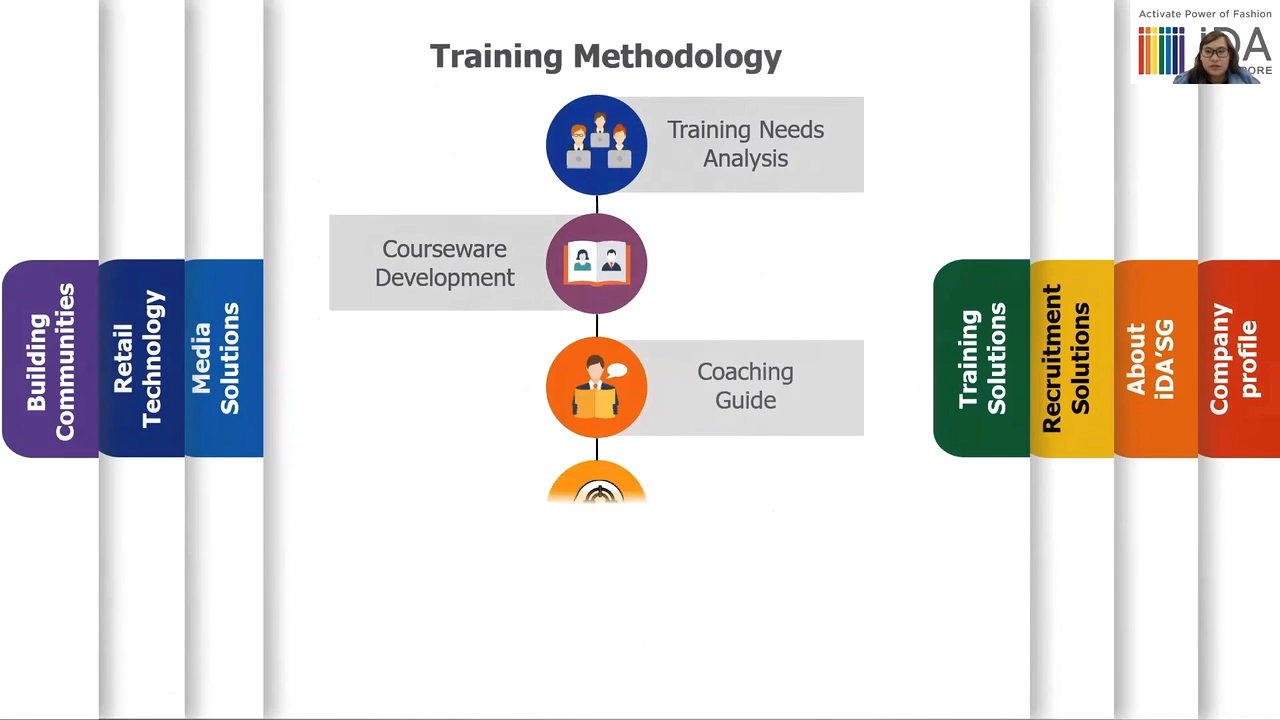 Activate Power of Fashion
Training Methodology
Training Needs
Analysis
Courseware
Development
Coaching
Guide
Building
Communities
Retail
Technology
Media
Solutions
Training
Solutions
Recruitment
Solutions
About
iDA'SG
Company
profile